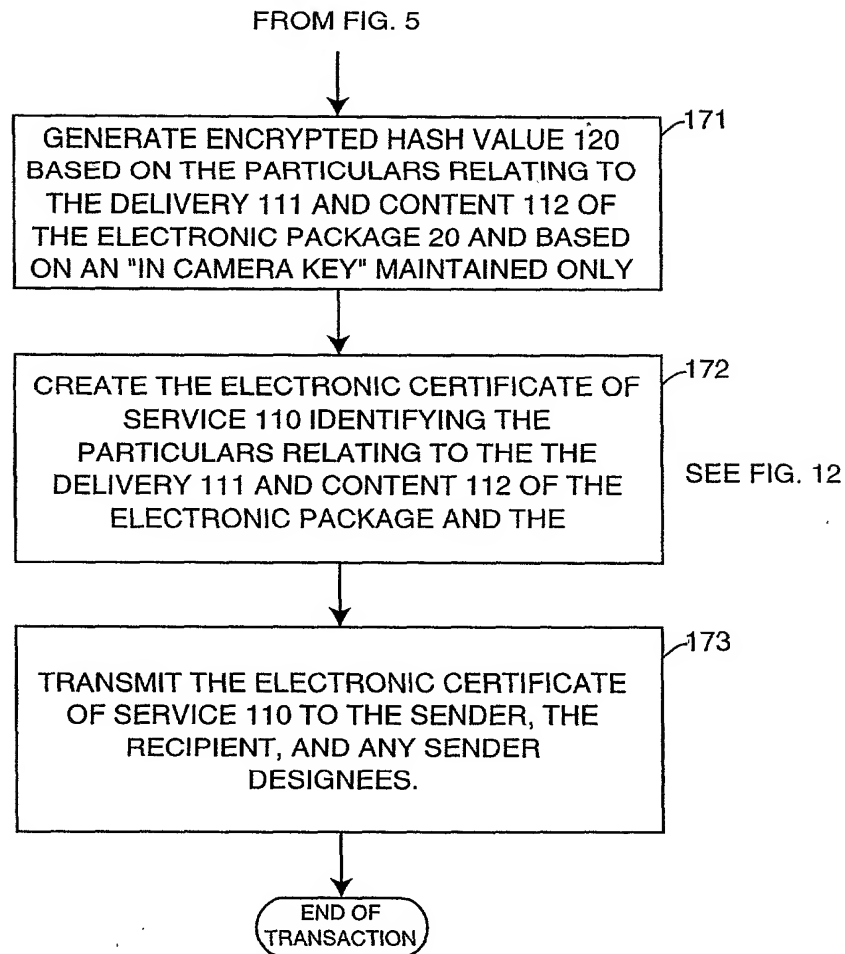 FROM FIG. 5
171
GENERATE ENCRYPTED HASH VALUE 120
BASED ON THE PARTICULARS RELATING TO
THE DELIVERY 111 AND CONTENT 112 OF
THE ELECTRONIC PACKAGE 20 AND BASED
ON AN "IN CAMERA KEY" MAINTAINED ONLY
172
CREATE THE ELECTRONIC CERTIFICATE OF
SERVICE 110 IDENTIFYING THE
PARTICULARS RELATING TO THE THE
DELIVERY 111 AND CONTENT 112 OF THE
ELECTRONIC PACKAGE AND THE
SEE FIG. 12
173
TRANSMIT THE ELECTRONIC CERTIFICATE
OF SERVICE 110 TO THE SENDER, THE
RECIPIENT, AND ANY SENDER
DESIGNEES.
END OF
TRANSACTION